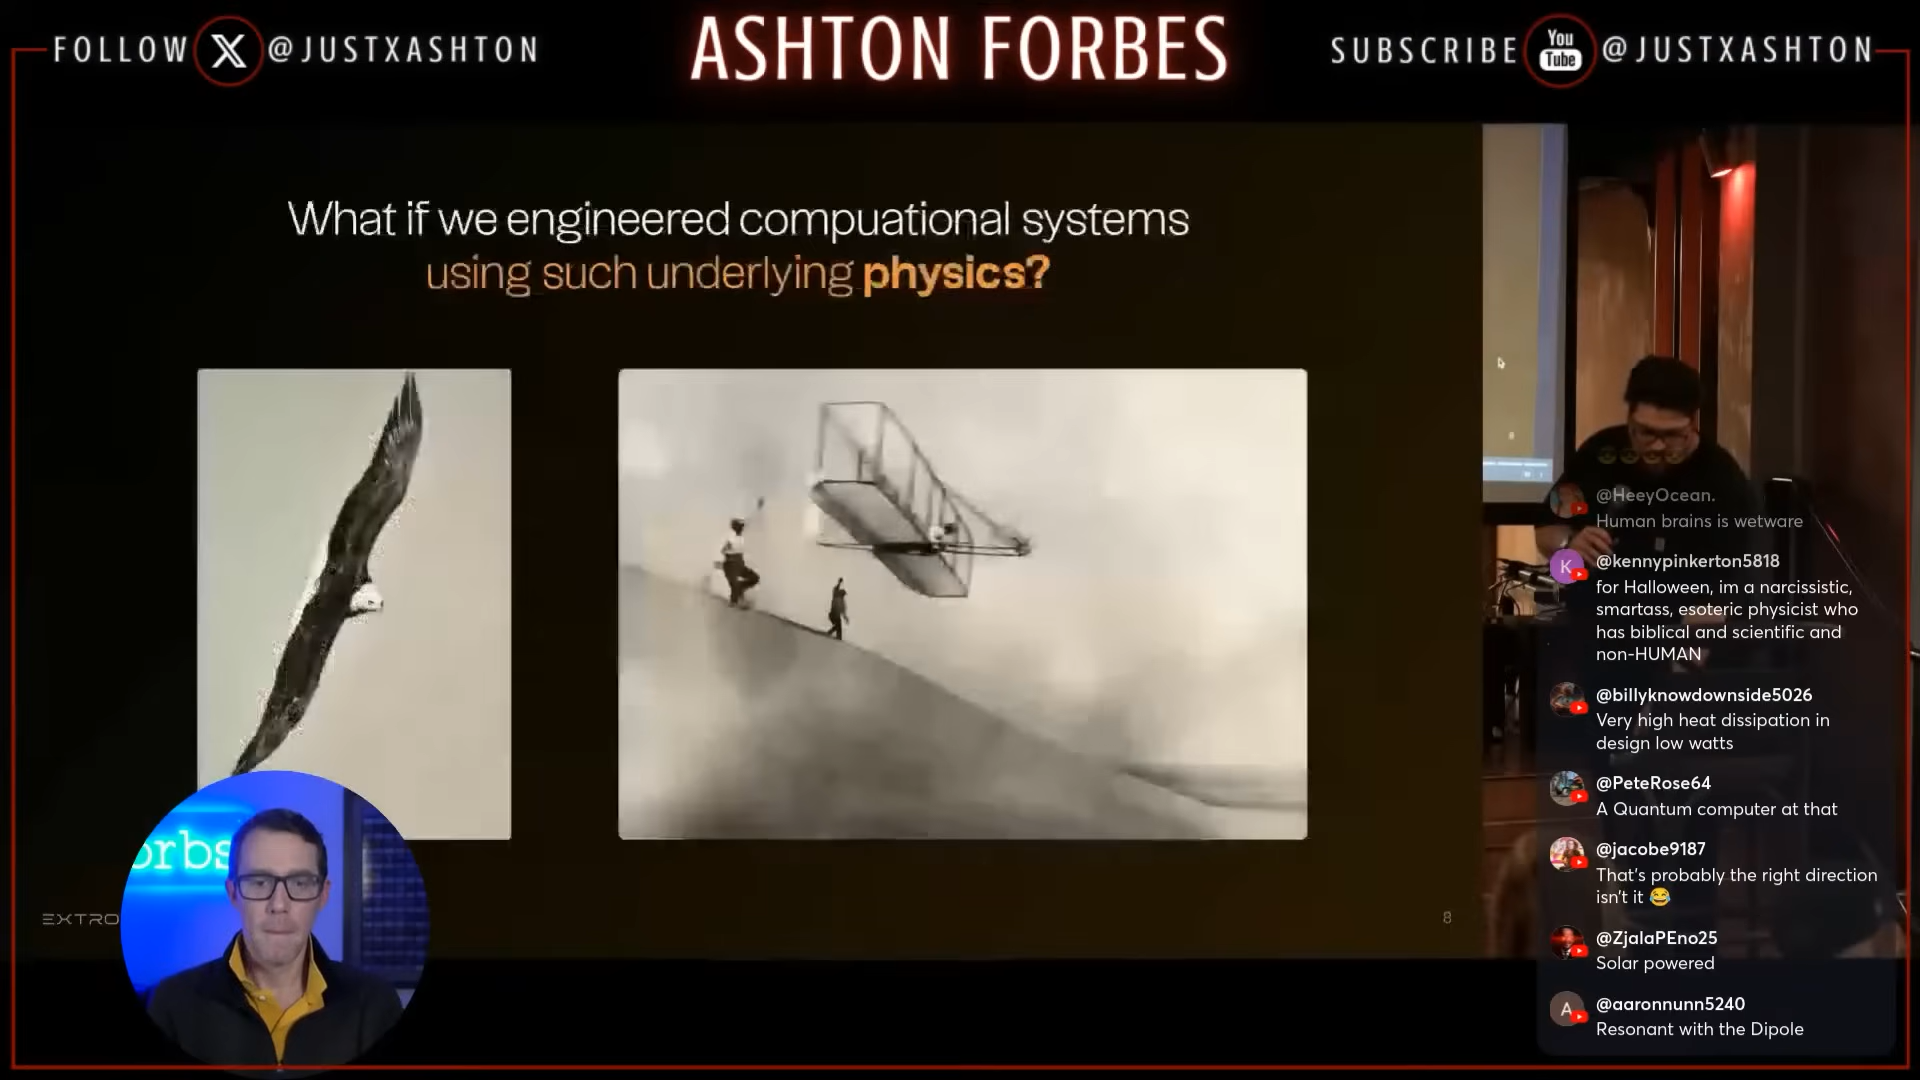 FOLLOW X @JUSTXASHTON
ASHTON FORBES
SUBSCRIBE You Tube @JUSTXASHTON
What if we engineered compuational systems
using such underlying physics?
orbs
EXTRO
8
@HeeyOcean.
Human brains is wetware
K
@kennypinkerton5818
for Halloween, im a narcissistic,
smartass, esoteric physicist who
has biblical and scientific and
non-HUMAN
@billyknowdownside5026
Very high heat dissipation in
design low watts
@PeteRose64
A Quantum computer at that
@jacobe9187
That's probably the right direction
isn't it 😂
@ZjalaPEno25
Solar powered
A
@aaronnunn5240
Resonant with the Dipole